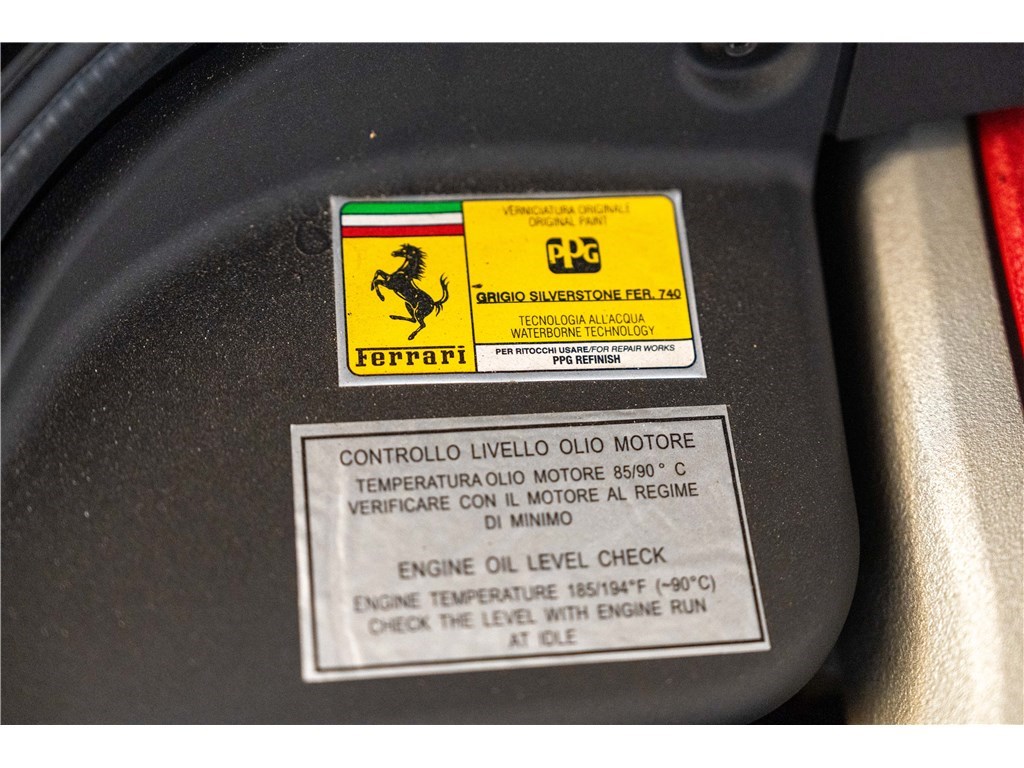 VERNICIATURA ORIGINALE
ORIGINAL PAINT
PPG
GRIGIO SILVERSTONE FER. 740
TECNOLOGIA ALL'ACQUA
WATERBORNE TECHNOLOGY
Ferrari
PER RITOCCHI USARE/FOR REPAIR WORKS
PPG REFINISH
CONTROLLO LIVELLO OLIO MOTORE
TEMPERATURA OLIO MOTORE 85/90° C
VERIFICARE CON IL MOTORE AL REGIME
DI MINIMO
ENGINE OIL LEVEL CHECK
ENGINE TEMPERATURE 185/194°F (~90°C)
CHECK THE LEVEL WITH ENGINE RUN
AT IDLE